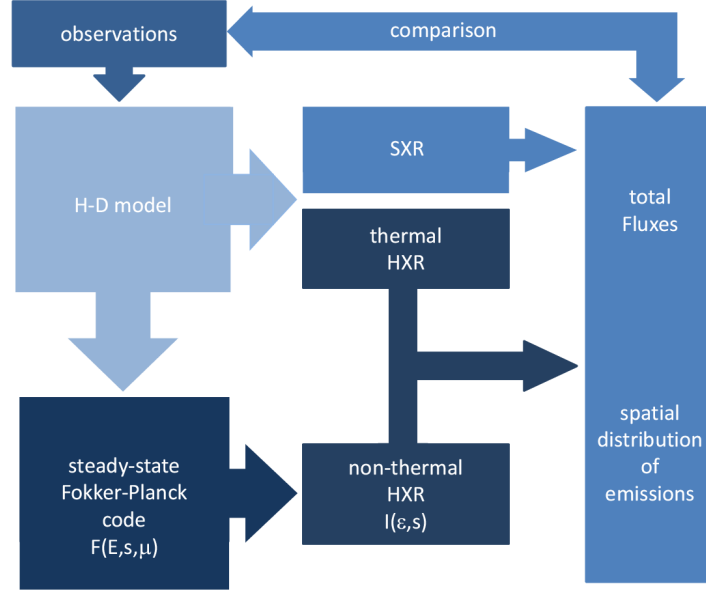 observations
comparison
H-D model
SXR
thermal
HXR
total
Fluxes
steady-state
Fokker-Planck
code
F(E,s,μ)
non-thermal
HXR
I(ε,s)
spatial
distribution
of
emissions